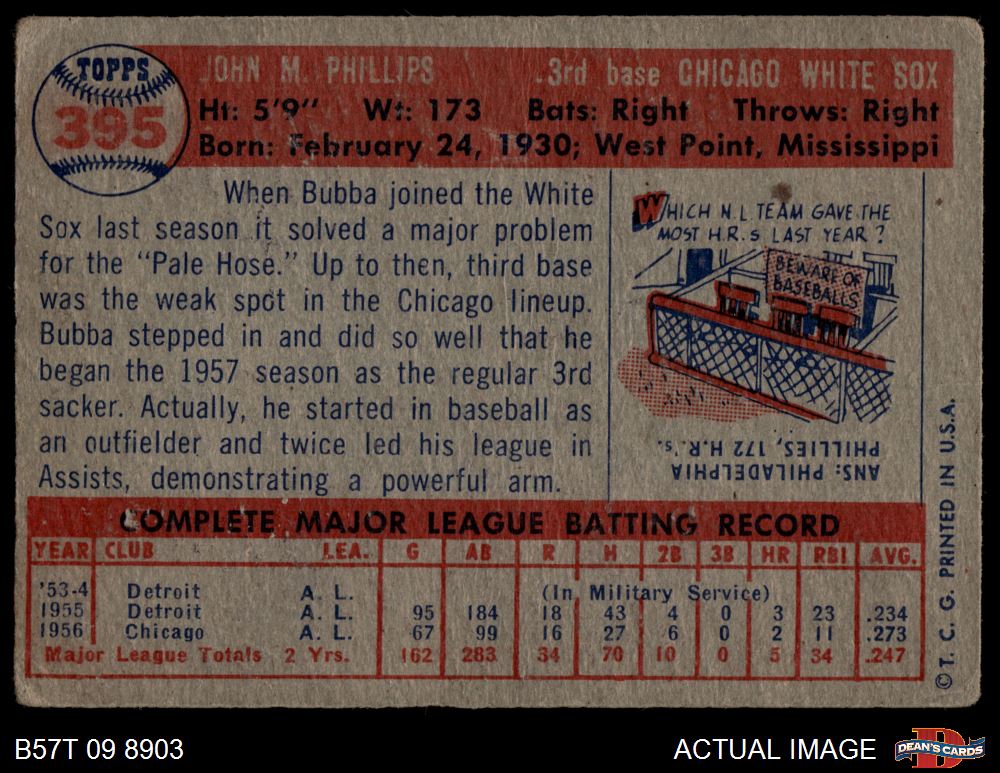 TOPPS
395
JOHN M. PHILLIPS .3rd base CHICAGO WHITE SOX
Ht: 5'9" Wt: 173 Bats: Right Throws: Right
Born: February 24, 1930; West Point, Mississippi
When Bubba joined the White
Sox last season it solved a major problem
for the "Pale Hose." Up to then, third base
was the weak spot in the Chicago lineup.
Bubba stepped in and did so well that he
began the 1957 season as the regular 3rd
sacker. Actually, he started in baseball as
an outfielder and twice led his league in
Assists, demonstrating a powerful arm.
WHICH N.L. TEAM GAVE THE
MOST H.R.s LAST YEAR?
BEWARE OF
BASEBALLS
ANS: PHILADELPHIA
PHILLIES, 172 H.R.'s.
COMPLETE MAJOR LEAGUE BATTING RECORD
YEAR CLUB LEA. G AB R H 2B 3B HR RBI AVG.
'53-4 Detroit A. L. (In Military Service)
1955 Detroit A. L. 95 184 18 43 4 0 3 23 .234
1956 Chicago A. L. 67 99 16 27 6 0 2 11 .273
Major League Totals 2 Yrs. 162 283 34 70 10 0 5 34 .247
© T. C. G. PRINTED IN U.S.A.
B57T 09 8903
ACTUAL IMAGE
DEAN'S CARDS